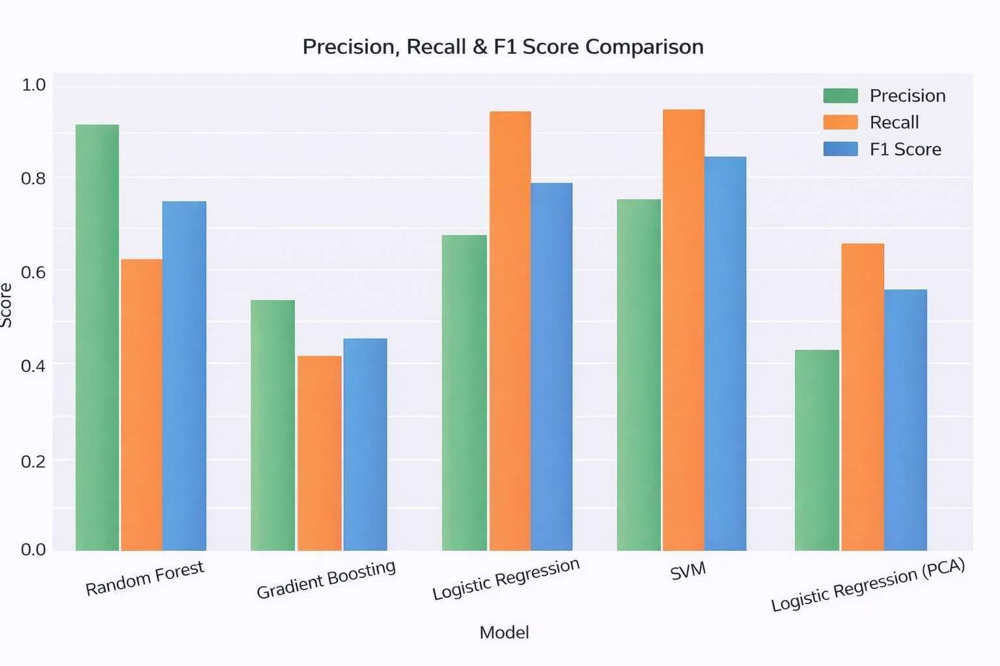 Precision, Recall & F1 Score Comparison
1.0
0.8
0.6
0.4
0.2
0.0
Score
Precision
Recall
F1 Score
Random Forest
Gradient Boosting
Logistic Regression
SVM
Logistic Regression (PCA)
Model